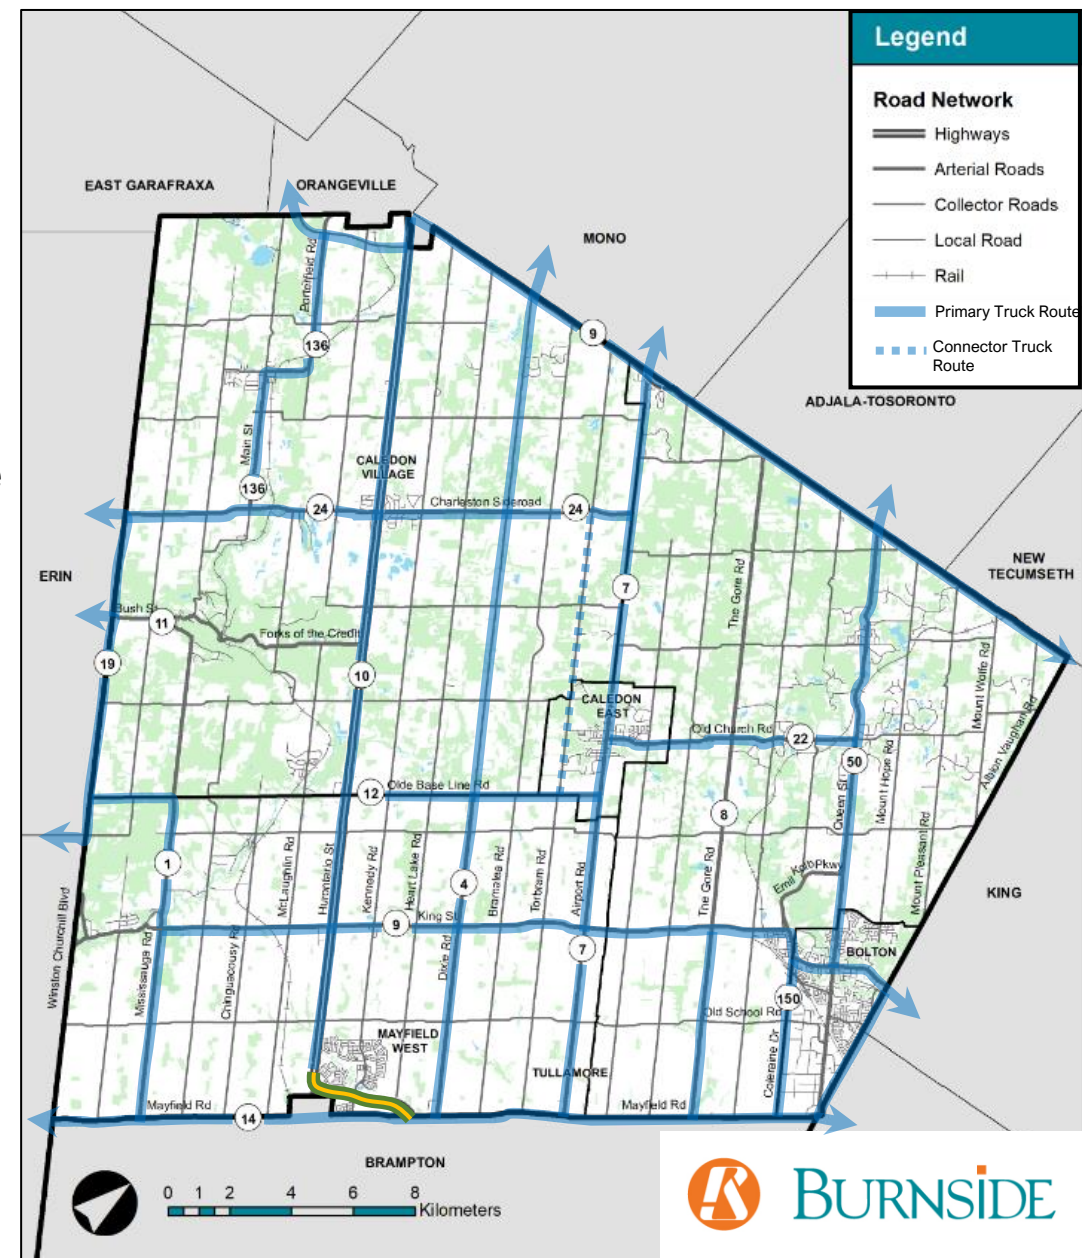 Legend
Road Network
Highways
Arterial Roads
Collector Roads
Local Road
Rail
Primary Truck Route
Connector Truck
Route
EAST GARAFRAXA
ORANGEVILLE
MONO
ADJALA-TOSORONTO
NEW
TECUMSETH
ERIN
KING
BRAMPTON
Porterfield Rd
136
9
Main St
136
CALEDON
VILLAGE
24
Charleston Sideroad
24
7
The Gore Rd
Bush St
11
Forks of the Credit
19
10
CALEDON
EAST
Old Church Rd
22
50
Mount Wolfe Rd
Albion Vaughan Rd
Mount Hope Rd
Queen St
12
Olde Base Line Rd
8
1
McLaughlin Rd
Hurontario St
Kennedy Rd
Heart Lake Rd
4
Bramalea Rd
Torbram Rd
Airport Rd
The Gore Rd
Emil Kolb Pkwy
Mount Pleasant Rd
Winston Churchill Blvd
Mississauga Rd
Chinguacousy Rd
9
King St
Dixie Rd
7
BOLTON
150
Old School Rd
Coleraine Dr
MAYFIELD
WEST
TULLAMORE
Mayfield Rd
14
Mayfield Rd
0 1 2 4 6 8
Kilometers
BURNSIDE
e